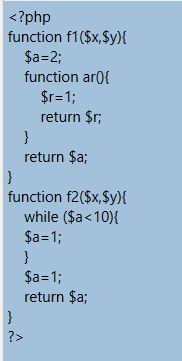 <?php
function f1($x,$y){
    $a=2;
    function ar(){
        $r=1;
        return $r;
    }
    return $a;
}
function f2($x,$y){
    while ($a<10){
    $a=1;
    }
    $a=1;
    return $a;
}
?>